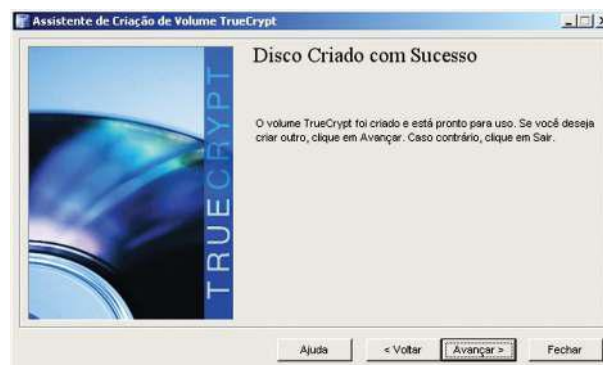 Assistente de Criação de Volume TrueCrypt
TRUECRYPT
Disco Criado com Sucesso
O volume TrueCrypt foi criado e está pronto para uso. Se você deseja
criar outro, clique em Avançar. Caso contrário, clique em Sair.
Ajuda
< Voltar
Avançar >
Fechar